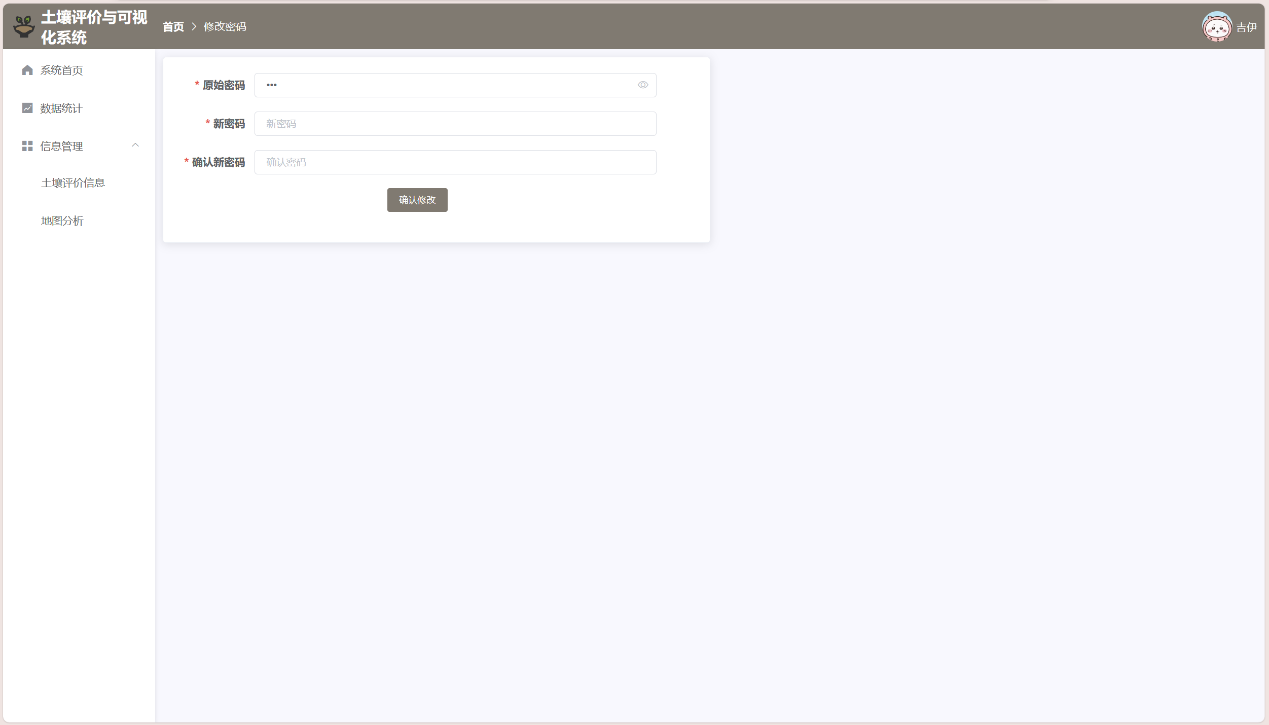 土壤评价与可视
化系统
首页 > 修改密码
吉伊
系统首页
数据统计
信息管理
土壤评价信息
地图分析
* 原始密码 •••
* 新密码 新密码
* 确认新密码 确认密码
确认修改